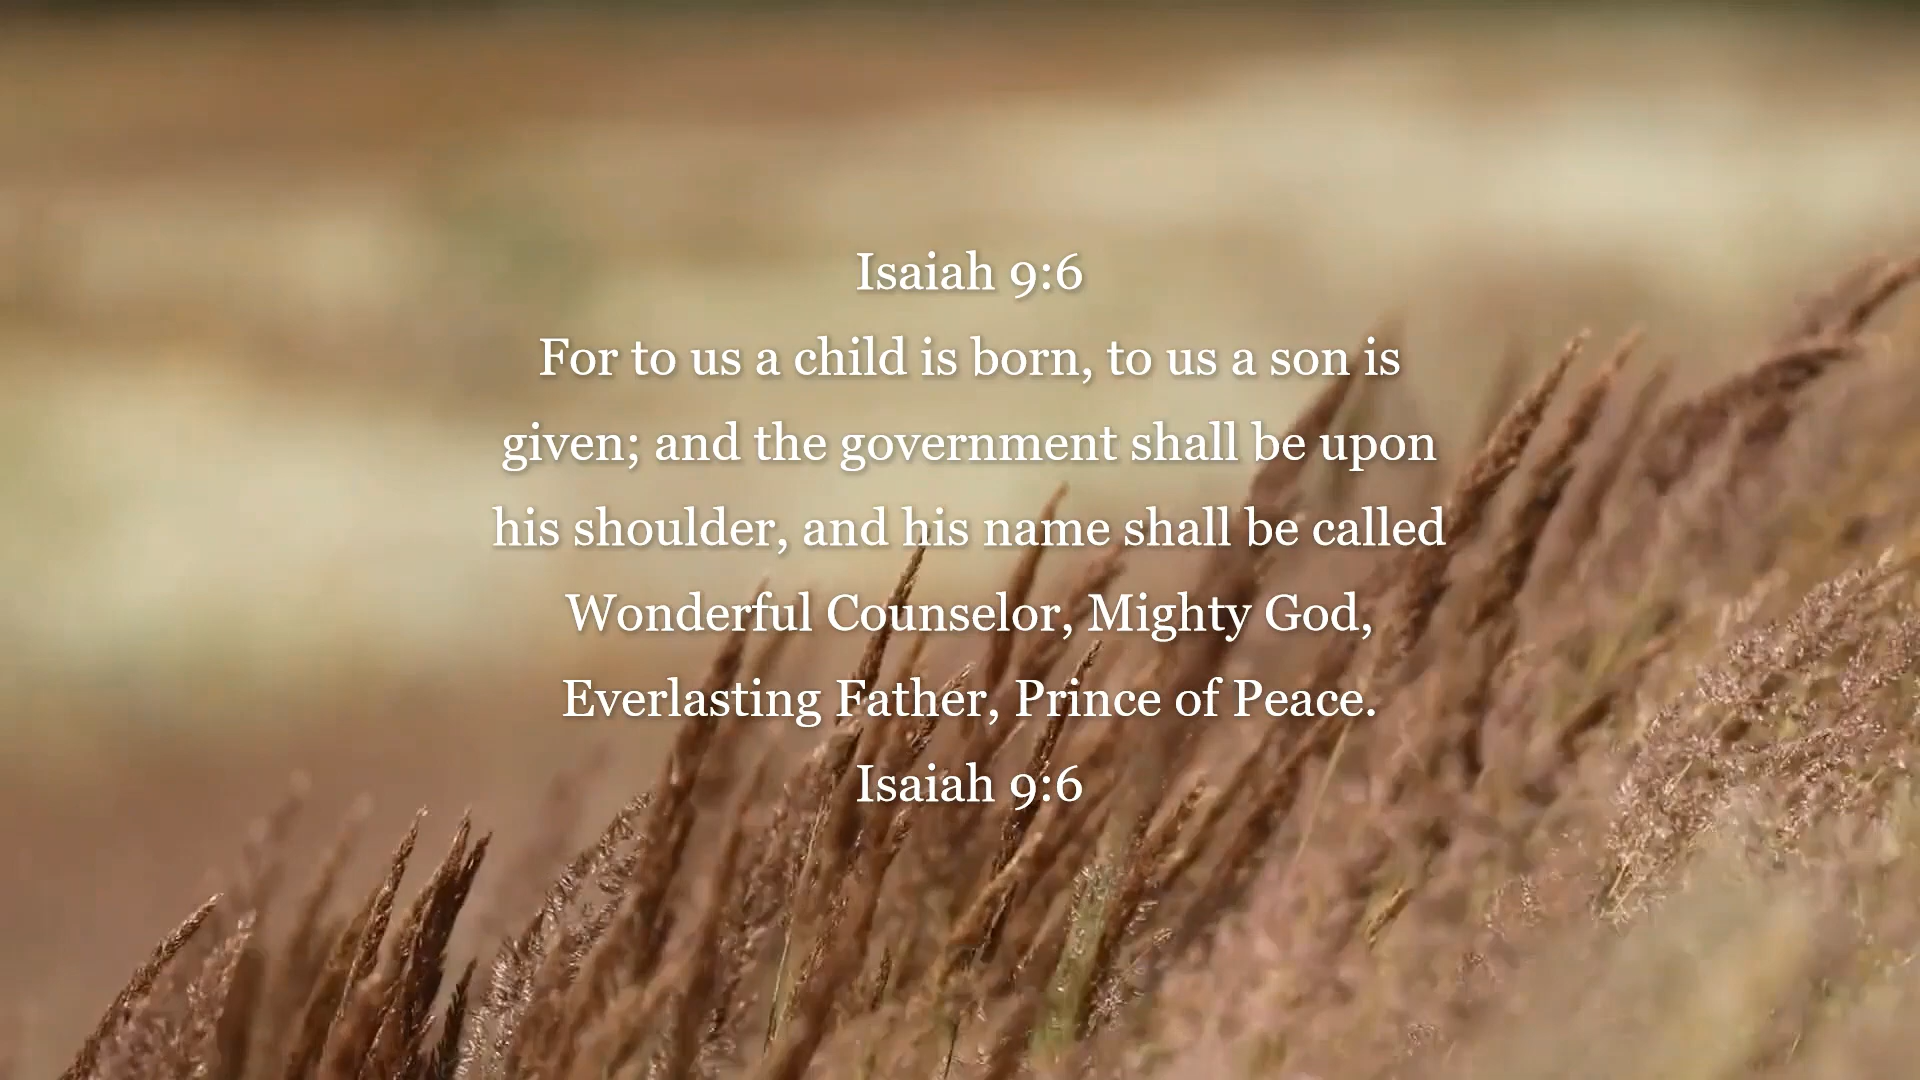 Isaiah 9:6
For to us a child is born, to us a son is
given; and the government shall be upon
his shoulder, and his name shall be called
Wonderful Counselor, Mighty God,
Everlasting Father, Prince of Peace.
Isaiah 9:6